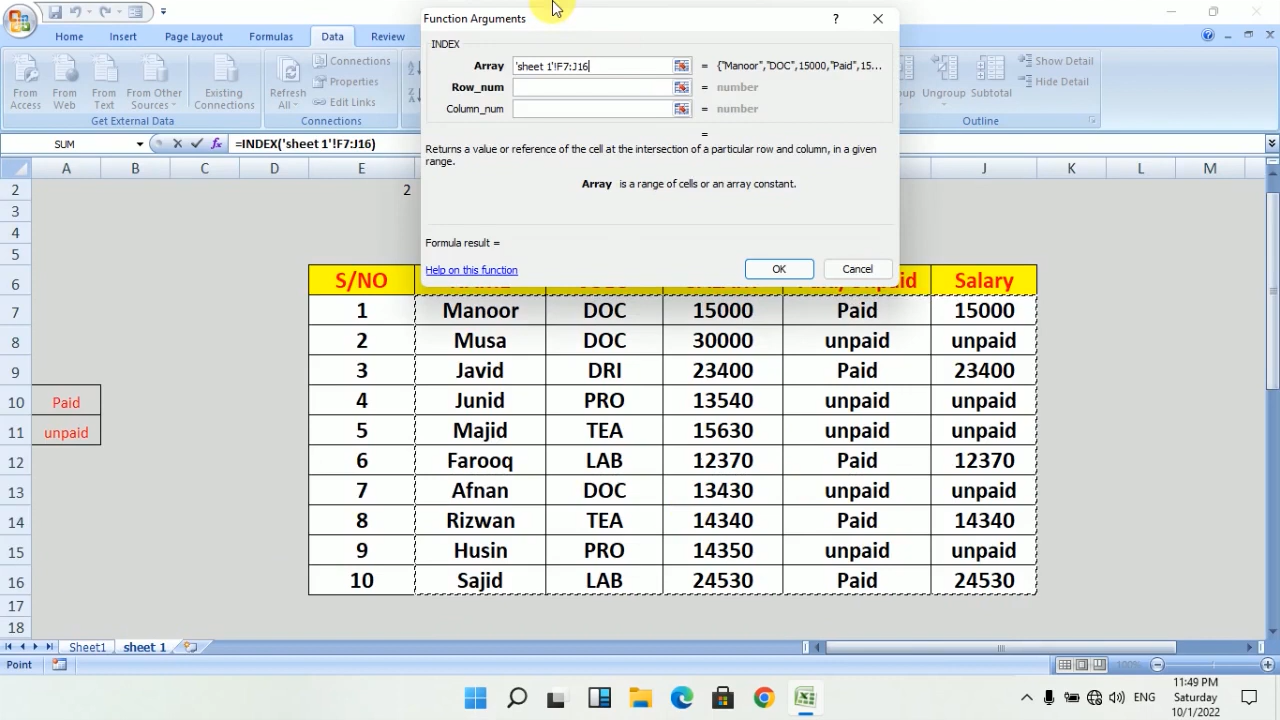 Function Arguments
?
Home Insert Page Layout Formulas Data Review
INDEX
Array 'sheet 1'!F7:J16 = {"Manoor","DOC",15000,"Paid",15...
Row_num = number
Column_num = number
=
Returns a value or reference of the cell at the intersection of a particular row and column, in a given
range.
Array is a range of cells or an array constant.
Formula result =
Help on this function
OK Cancel
From
Access
From
Web
From
Text
From Other
Sources
Existing
Connections
Get External Data
Refresh
All
Connections
Properties
Edit Links
Connections
Ungroup
Subtotal
Show Detail
Hide Detail
Outline
SUM fx =INDEX('sheet 1'!F7:J16)
A B C D E J K L M
2 2
3
4
5
6 S/NO Salary
7 1 Manoor DOC 15000 Paid 15000
8 2 Musa DOC 30000 unpaid unpaid
9 3 Javid DRI 23400 Paid 23400
10 Paid 4 Junid PRO 13540 unpaid unpaid
11 unpaid 5 Majid TEA 15630 unpaid unpaid
12 6 Farooq LAB 12370 Paid 12370
13 7 Afnan DOC 13430 unpaid unpaid
14 8 Rizwan TEA 14340 Paid 14340
15 9 Husin PRO 14350 unpaid unpaid
16 10 Sajid LAB 24530 Paid 24530
17
18
Sheet1 sheet 1
Point 100%
ENG
11:49 PM
Saturday
10/1/2022